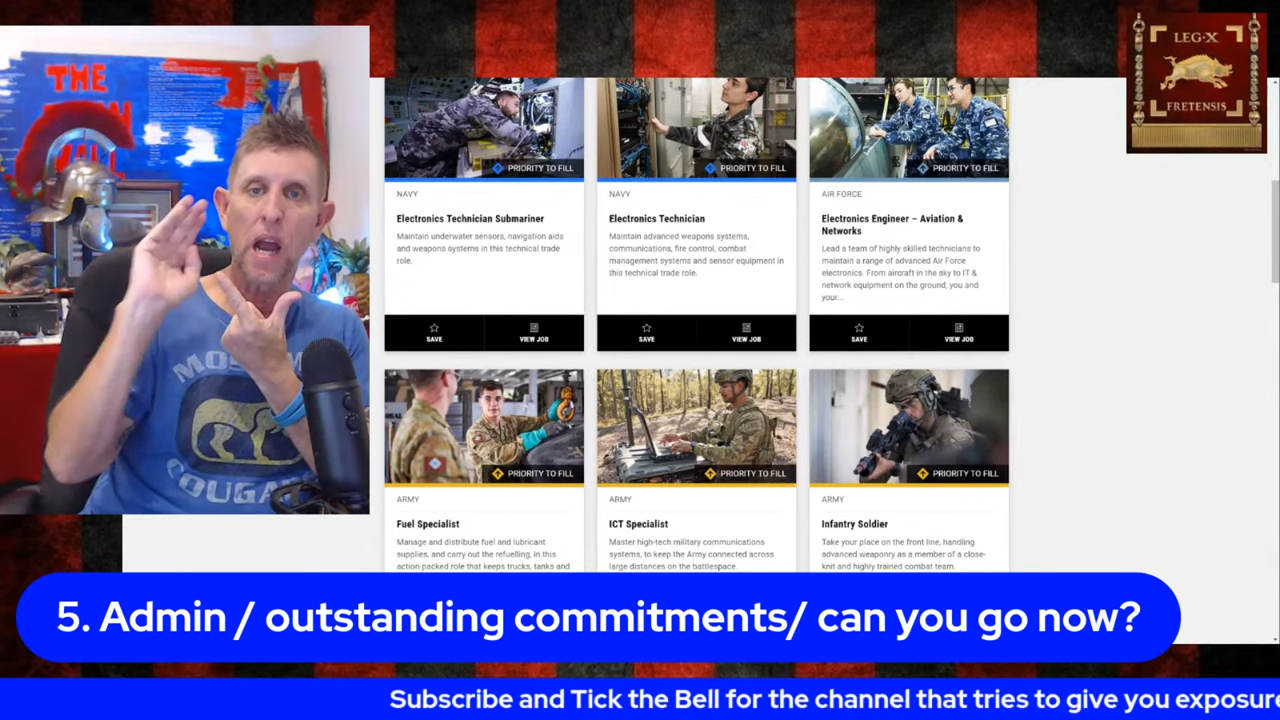 THE
MOS
COUGA
LEG·X
FRETENSIS
PRIORITY TO FILL
PRIORITY TO FILL
PRIORITY TO FILL
NAVY
Electronics Technician Submariner
Maintain underwater sensors, navigation aids
and weapons systems in this technical trade
role.
SAVE
VIEW JOB
NAVY
Electronics Technician
Maintain advanced weapons systems,
communications, fire control, combat
management systems and sensor equipment in
this technical trade role.
SAVE
VIEW JOB
AIR FORCE
Electronics Engineer – Aviation &
Networks
Lead a team of highly skilled technicians to
maintain a range of advanced Air Force
electronics. From aircraft in the sky to IT &
network equipment on the ground, you and
your...
SAVE
VIEW JOB
PRIORITY TO FILL
PRIORITY TO FILL
PRIORITY TO FILL
ARMY
Fuel Specialist
Manage and distribute fuel and lubricant
supplies, and carry out the refuelling, in this
action-packed role that keeps trucks, tanks and
ARMY
ICT Specialist
Master high-tech military communications
systems, to keep the Army connected across
large distances on the battlespace.
ARMY
Infantry Soldier
Take your place on the front line, handling
advanced weaponry as a member of a close-
knit and highly trained combat team.
5. Admin / outstanding commitments/ can you go now?
Subscribe and Tick the Bell for the channel that tries to give you exposure